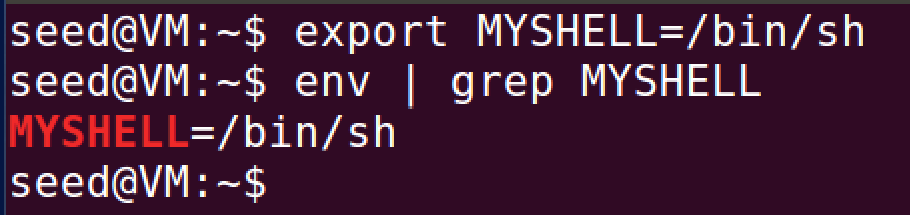 seed@VM:~$ export MYSHELL=/bin/sh
seed@VM:~$ env | grep MYSHELL
MYSHELL=/bin/sh
seed@VM:~$